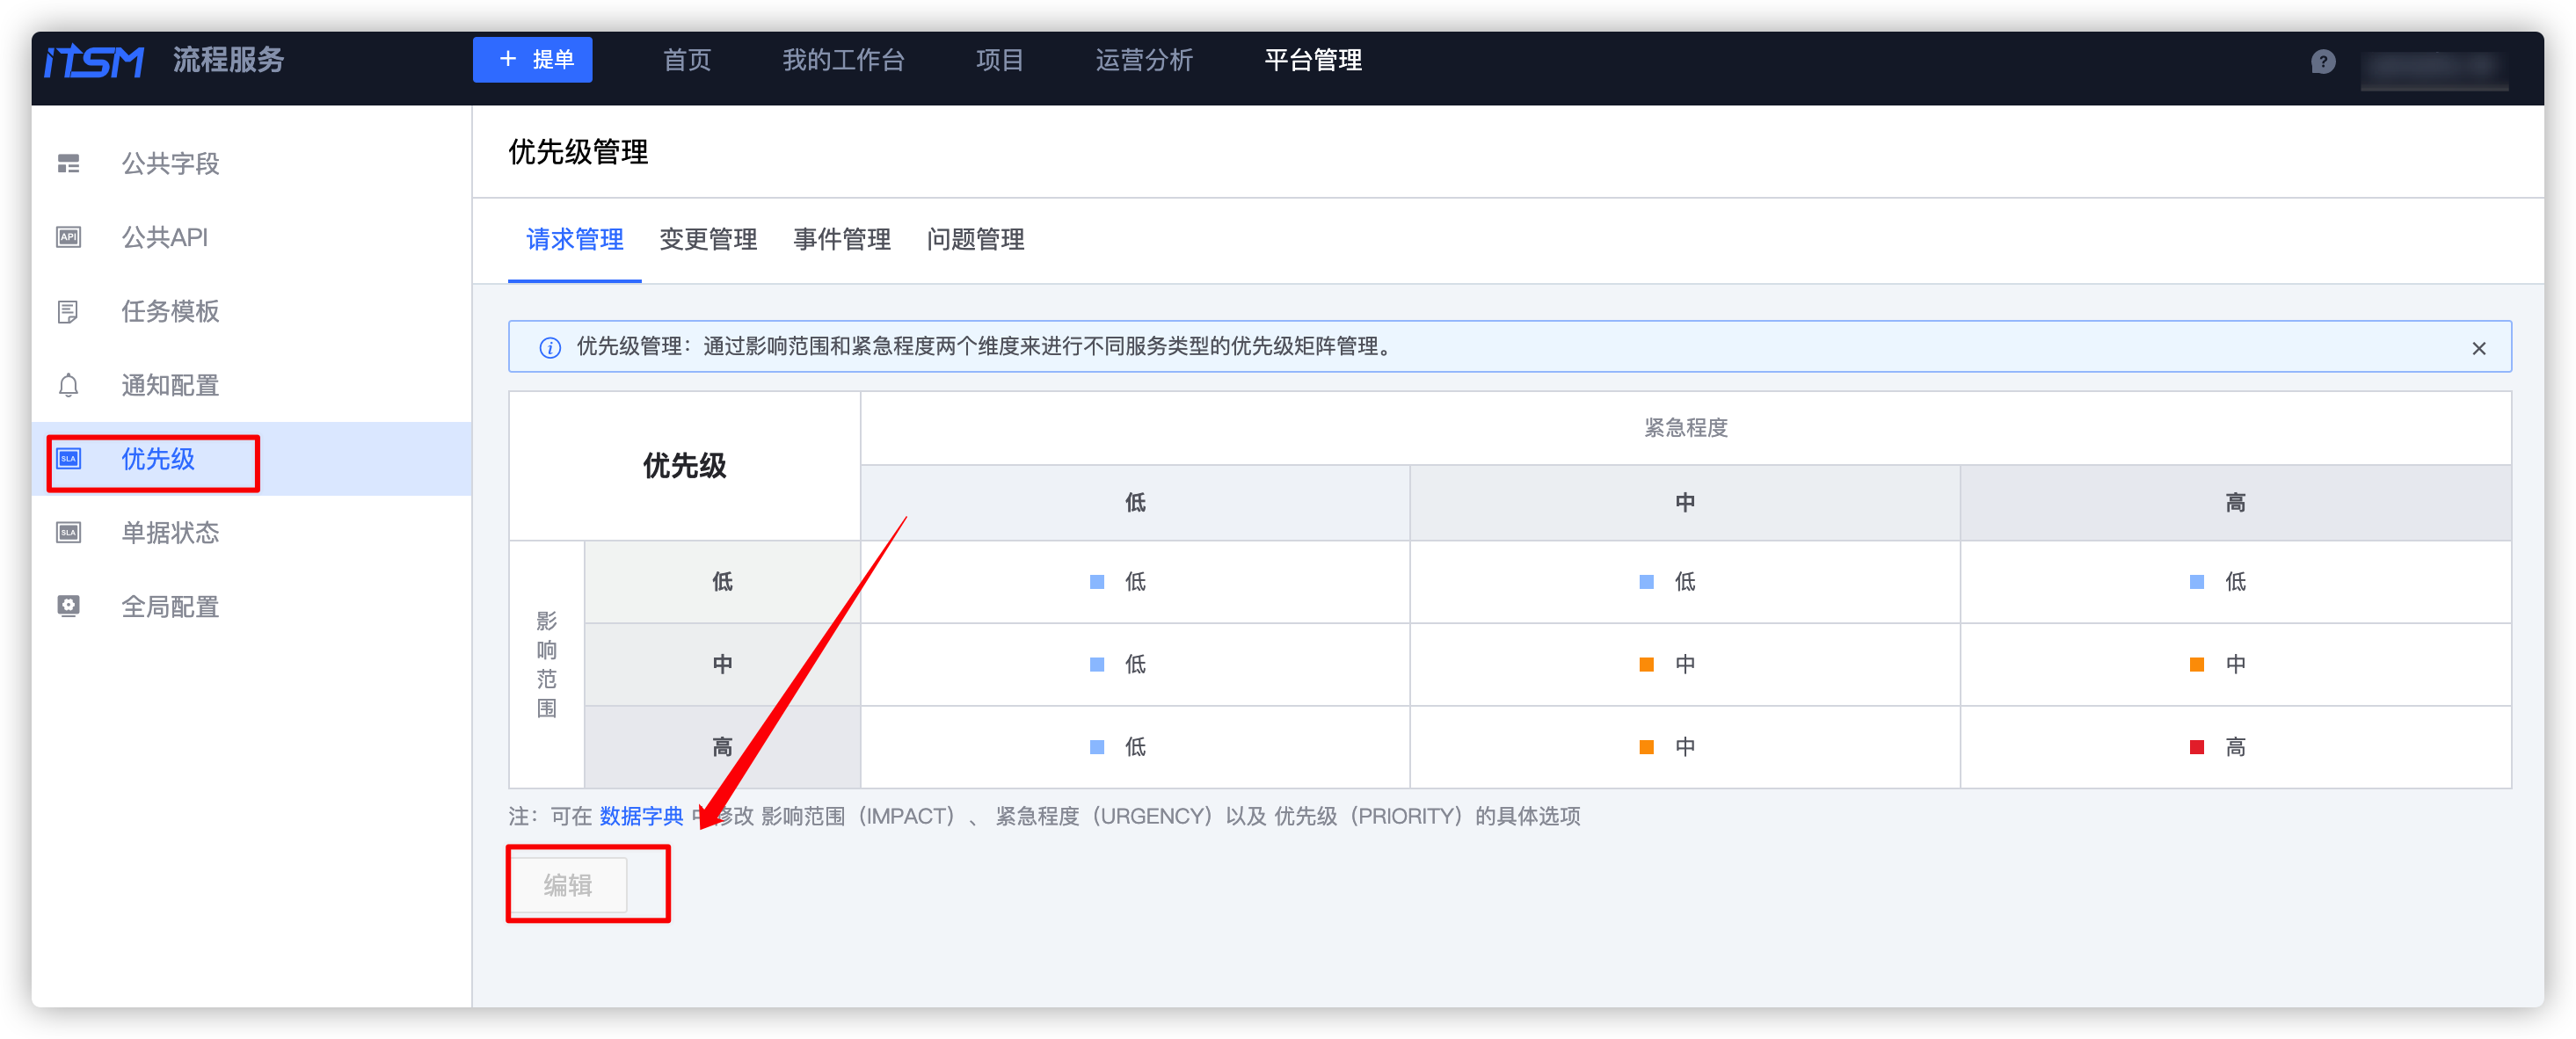 iTSM 流程服务 + 提单 首页 我的工作台 项目 运营分析 平台管理 ?
公共字段
API 公共API
任务模板
通知配置
SLA 优先级
SLA 单据状态
全局配置
优先级管理
请求管理 变更管理 事件管理 问题管理
优先级管理：通过影响范围和紧急程度两个维度来进行不同服务类型的优先级矩阵管理。
优先级 紧急程度
低 中 高
影响范围
低 低 低 低
中 低 中 中
高 低 中 高
注：可在 数据字典 中修改 影响范围（IMPACT）、 紧急程度（URGENCY）以及 优先级（PRIORITY）的具体选项
编辑